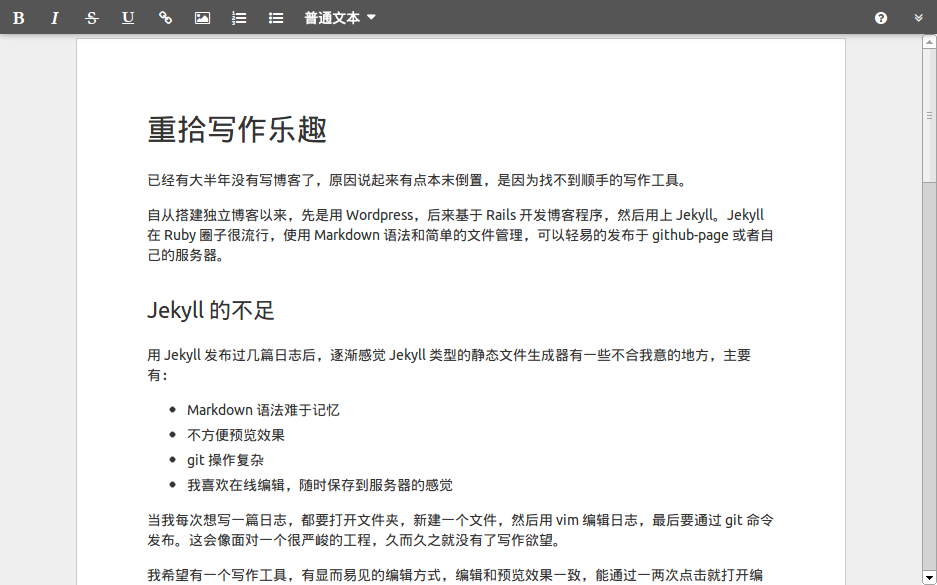 B I S U 普通文本
重拾写作乐趣
已经有大半年没有写博客了，原因说起来有点本末倒置，是因为找不到顺手的写作工具。
自从搭建独立博客以来，先是用 Wordpress，后来基于 Rails 开发博客程序，然后用上 Jekyll。Jekyll
在 Ruby 圈子很流行，使用 Markdown 语法和简单的文件管理，可以轻易的发布于 github-page 或者自
己的服务器。
Jekyll 的不足
用 Jekyll 发布过几篇日志后，逐渐感觉 Jekyll 类型的静态文件生成器有一些不合我意的地方，主要
有：
Markdown 语法难于记忆
不方便预览效果
git 操作复杂
我喜欢在线编辑，随时保存到服务器的感觉
当我每次想写一篇日志，都要打开文件夹，新建一个文件，然后用 vim 编辑日志，最后要通过 git 命令
发布。这会像面对一个很严峻的工程，久而久之就没有了写作欲望。
我希望有一个写作工具，有显而易见的编辑方式，编辑和预览效果一致，能通过一两次点击就打开编